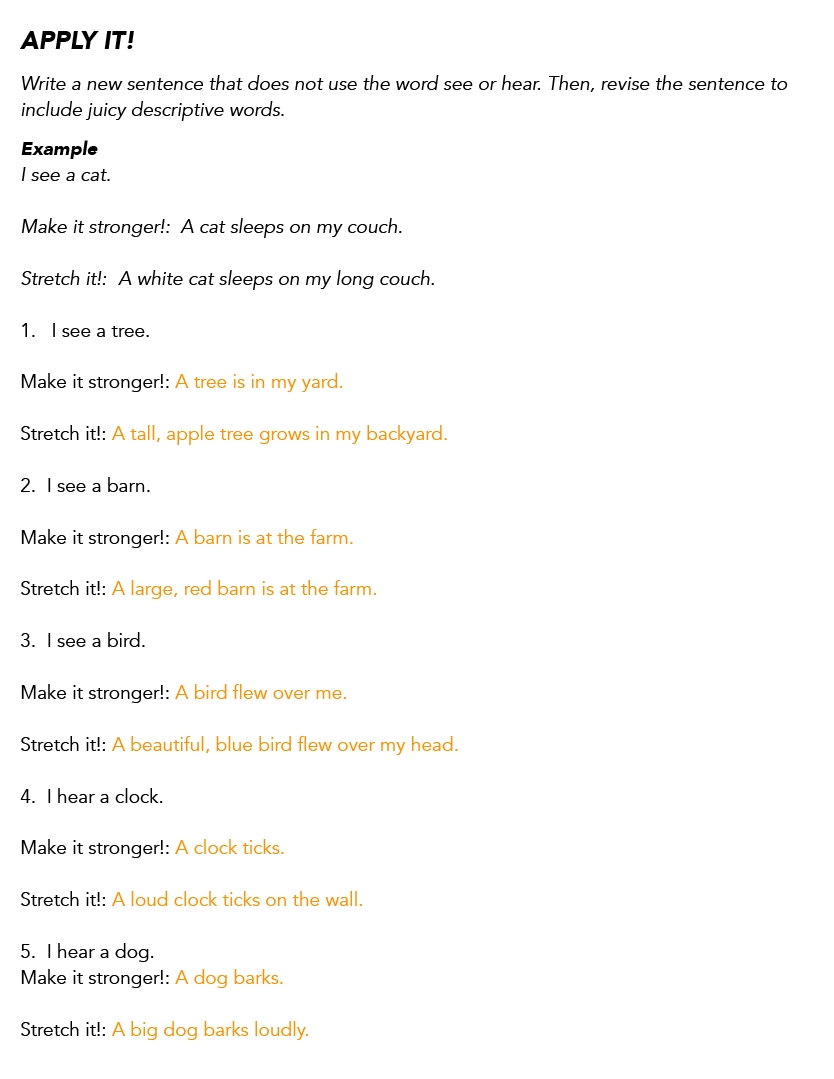 APPLY IT!
Write a new sentence that does not use the word see or hear. Then, revise the sentence to
include juicy descriptive words.
Example
I see a cat.
Make it stronger!:  A cat sleeps on my couch.
Stretch it!:  A white cat sleeps on my long couch.
1.   I see a tree.
Make it stronger!: A tree is in my yard.
Stretch it!: A tall, apple tree grows in my backyard.
2.  I see a barn.
Make it stronger!: A barn is at the farm.
Stretch it!: A large, red barn is at the farm.
3.  I see a bird.
Make it stronger!: A bird flew over me.
Stretch it!: A beautiful, blue bird flew over my head.
4.  I hear a clock.
Make it stronger!: A clock ticks.
Stretch it!: A loud clock ticks on the wall.
5.  I hear a dog.
Make it stronger!: A dog barks.
Stretch it!: A big dog barks loudly.